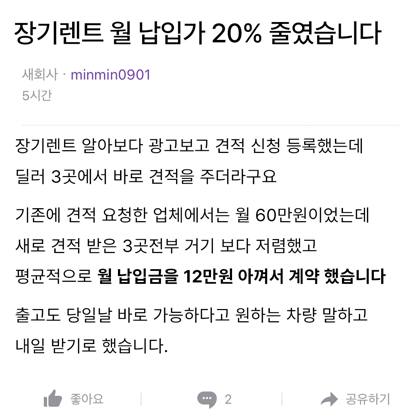 장기렌트 월 납입가 20% 줄였습니다
새회사 · minmin0901
5시간
장기렌트 알아보다 광고보고 견적 신청 등록했는데
딜러 3곳에서 바로 견적을 주더라구요
기존에 견적 요청한 업체에서는 월 60만원이었는데
새로 견적 받은 3곳전부 거기 보다 저렴했고
평균적으로 월 납입금을 12만원 아껴서 계약 했습니다
출고도 당일날 바로 가능하다고 원하는 차량 말하고
내일 받기로 했습니다.
좋아요 2 공유하기